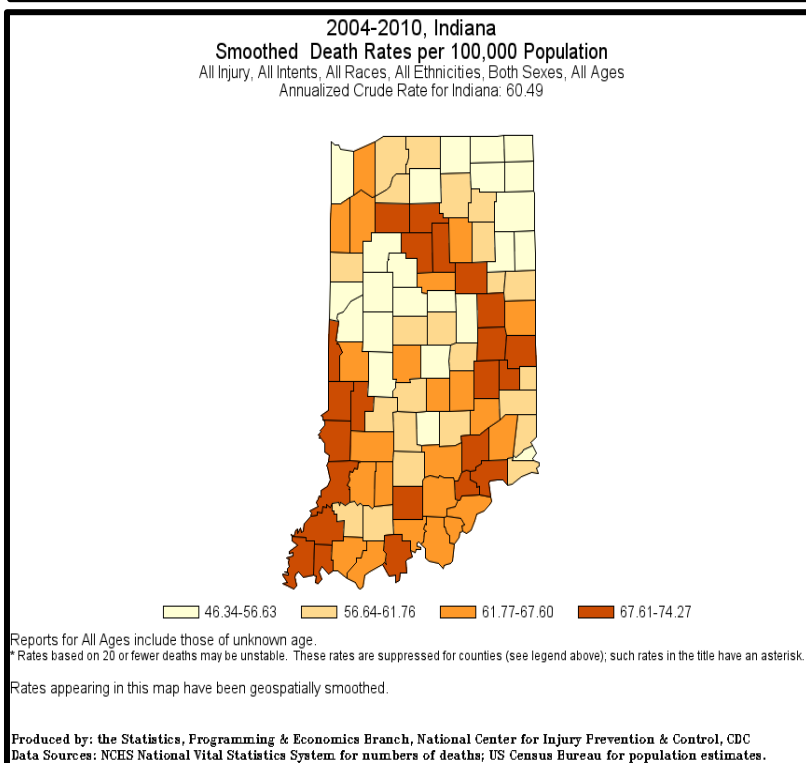 2004-2010, Indiana
Smoothed Death Rates per 100,000 Population
All Injury, All Intents, All Races, All Ethnicities, Both Sexes, All Ages
Annualized Crude Rate for Indiana: 60.49
46.34-56.63 56.64-61.76 61.77-67.60 67.61-74.27
Reports for All Ages include those of unknown age.
* Rates based on 20 or fewer deaths may be unstable. These rates are suppressed for counties (see legend above); such rates in the title have an asterisk.
Rates appearing in this map have been geospatially smoothed.
Produced by: the Statistics, Programming & Economics Branch, National Center for Injury Prevention & Control, CDC
Data Sources: NCHS National Vital Statistics System for numbers of deaths; US Census Bureau for population estimates.